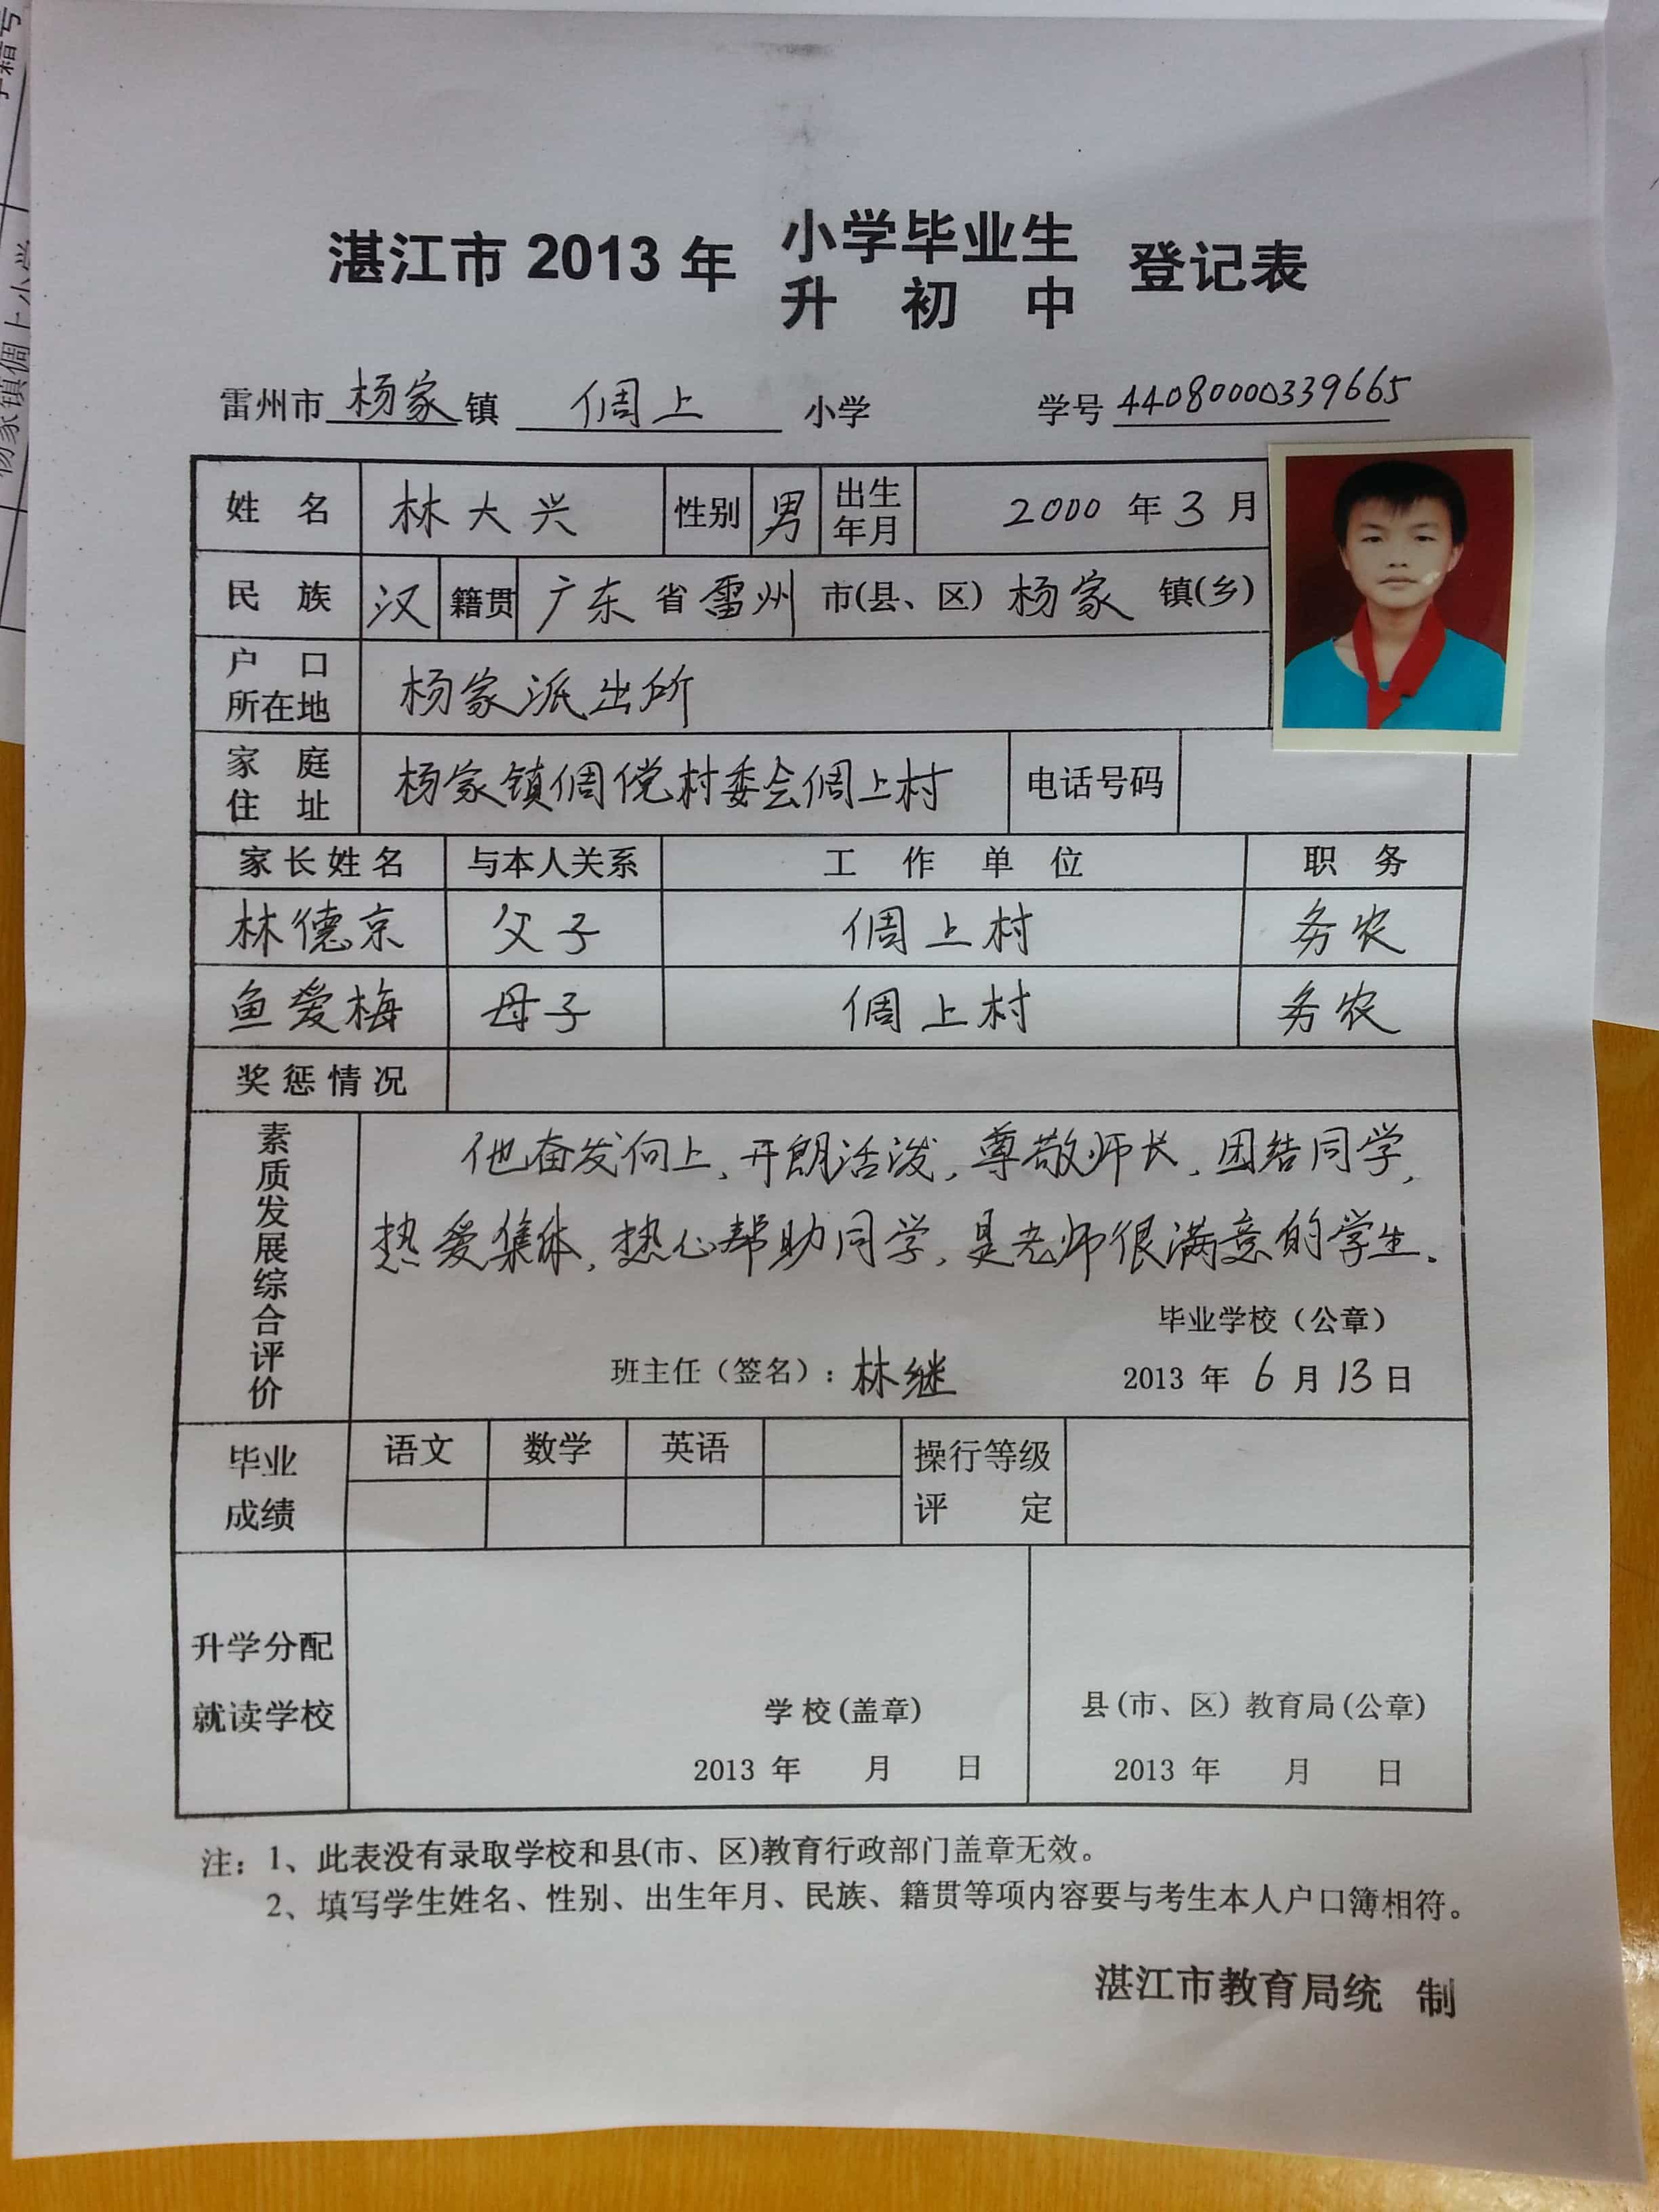 湛江市 2013 年 小学毕业生 登记表
升 初 中
雷州市 杨家 镇 倜上 小学 学号 44080000339665
姓 名 林大兴 性别 男 出生年月 2000 年 3 月
民 族 汉 籍贯 广东 省 雷州 市(县、区) 杨家 镇(乡)
户 口 所在地 杨家派出所
家 庭 住 址 杨家镇倜傥村委会倜上村 电话号码
家长姓名 与本人关系 工 作 单 位 职 务
林德京 父子 倜上村 务农
鱼爱梅 母子 倜上村 务农
奖惩情况
素质发展综合评价
他奋发向上、开朗活泼,尊敬师长、团结同学,
热爱集体,热心帮助同学,是老师很满意的学生。
毕业学校(公章)
班主任(签名):林继 2013 年 6 月 13 日
毕业 成绩 语文 数学 英语 操行等级 评 定
升学分配
就读学校
学校(盖章) 县(市、区)教育局(公章)
2013 年 月 日 2013 年 月 日
注:1、此表没有录取学校和县(市、区)教育行政部门盖章无效。
2、填写学生姓名、性别、出生年月、民族、籍贯等项内容要与考生本人户口簿相符。
湛江市教育局统 制
杨家镇倜上小学